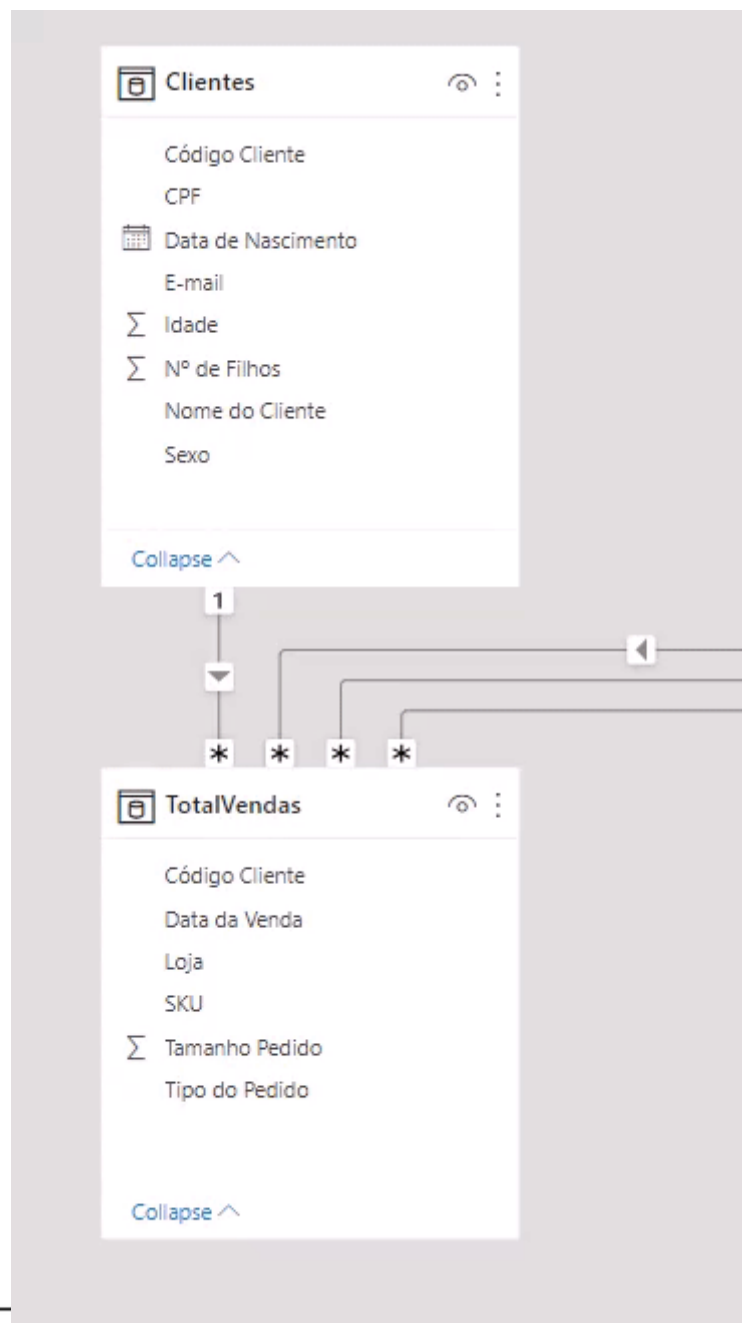 Clientes
Código Cliente
CPF
Data de Nascimento
E-mail
Σ Idade
Σ Nº de Filhos
Nome do Cliente
Sexo
Collapse
1
* * * *
TotalVendas
Código Cliente
Data da Venda
Loja
SKU
Σ Tamanho Pedido
Tipo do Pedido
Collapse